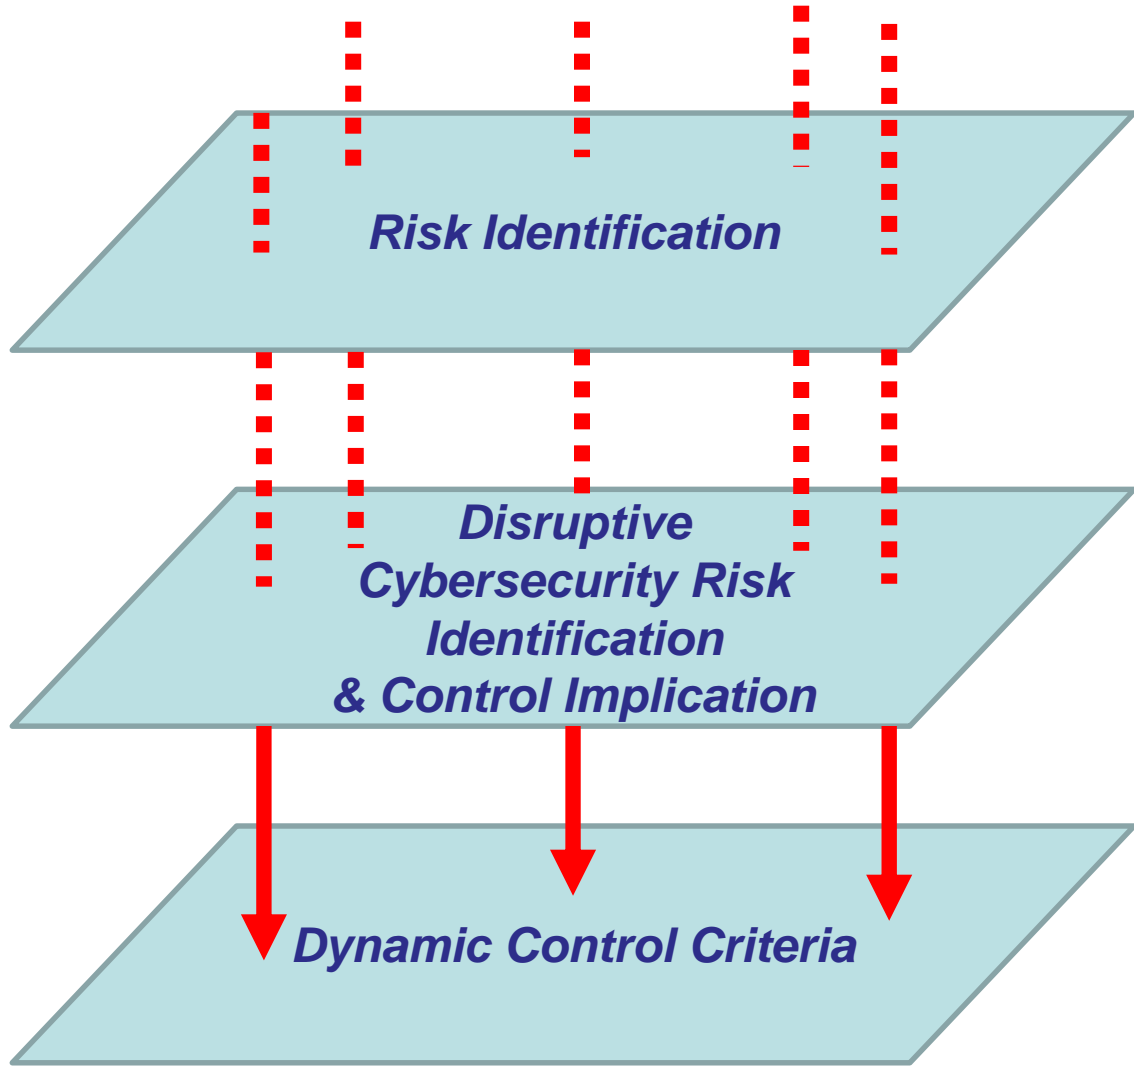 Risk Identification
Disruptive
Cybersecurity Risk
Identification
& Control Implication
Dynamic Control Criteria